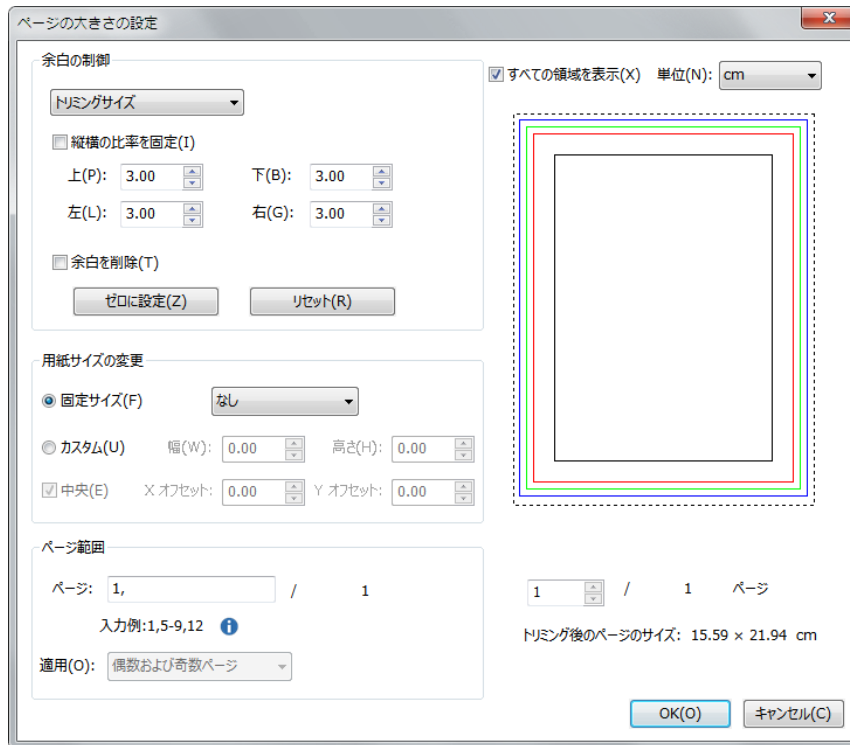 ページの大きさの設定
余白の制御
トリミングサイズ
縦横の比率を固定(I)
上(P): 3.00 下(B): 3.00
左(L): 3.00 右(G): 3.00
余白を削除(T)
ゼロに設定(Z) リセット(R)
すべての領域を表示(X) 単位(N): cm
用紙サイズの変更
固定サイズ(F) なし
カスタム(U) 幅(W): 0.00 高さ(H): 0.00
中央(E) X オフセット: 0.00 Y オフセット: 0.00
ページ範囲
ページ: 1, / 1
入力例:1,5-9,12
適用(O): 偶数および奇数ページ
1 / 1 ページ
トリミング後のページのサイズ: 15.59 × 21.94 cm
OK(O) キャンセル(C)